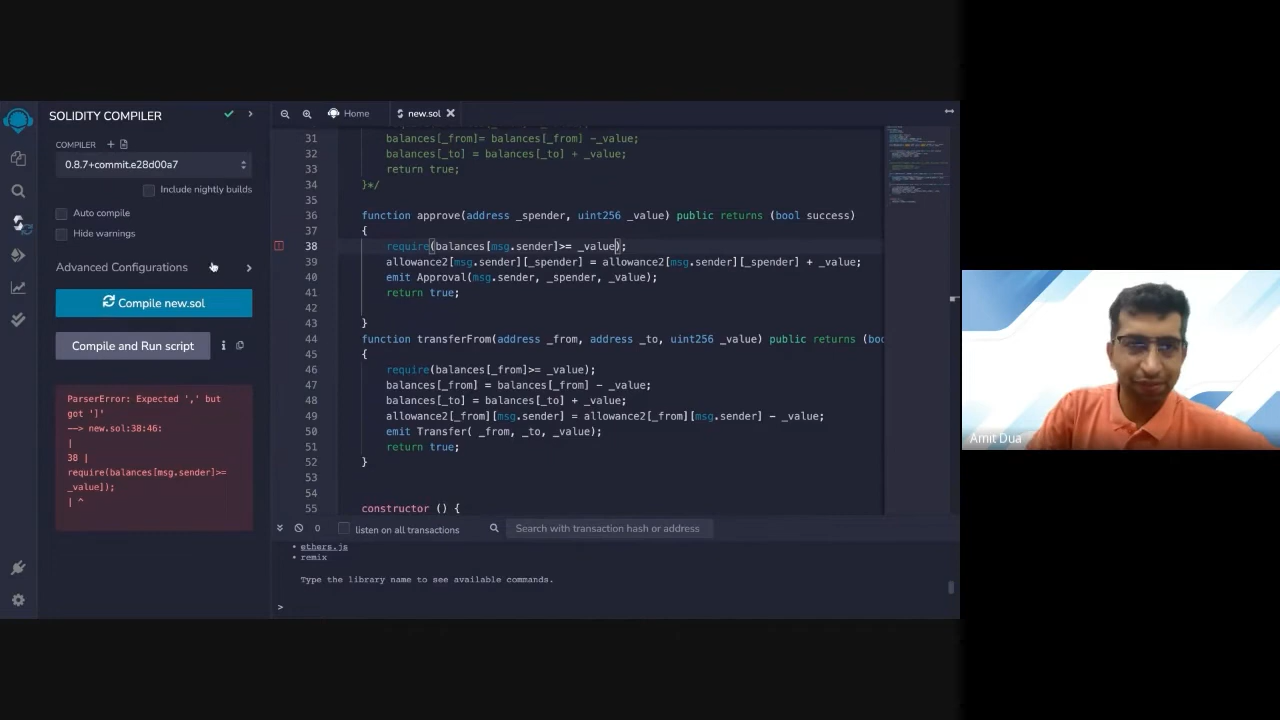 SOLIDITY COMPILER
COMPILER
0.8.7+commit.e28d00a7
Include nightly builds
Auto compile
Hide warnings
Advanced Configurations
Compile new.sol
Compile and Run script
ParserError: Expected ',' but
got ']'
--> new.sol:38:46:
|
38 |
require(balances[msg.sender]>=
_value]);
| ^
Home
new.sol
31 balances[_from]= balances[_from] -_value;
32 balances[_to] = balances[_to] + _value;
33 return true;
34 }*/
35
36 function approve(address _spender, uint256 _value) public returns (bool success)
37 {
38 require(balances[msg.sender]>= _value);
39 allowance2[msg.sender][_spender] = allowance2[msg.sender][_spender] + _value;
40 emit Approval(msg.sender, _spender, _value);
41 return true;
42
43 }
44 function transferFrom(address _from, address _to, uint256 _value) public returns (boo
45 {
46 require(balances[_from]>= _value);
47 balances[_from] = balances[_from] - _value;
48 balances[_to] = balances[_to] + _value;
49 allowance2[_from][msg.sender] = allowance2[_from][msg.sender] - _value;
50 emit Transfer( _from, _to, _value);
51 return true;
52 }
53
54
55 constructor () {
0
listen on all transactions
Search with transaction hash or address
• ethers.js
• remix
Type the library name to see available commands.
>
Amit Dua